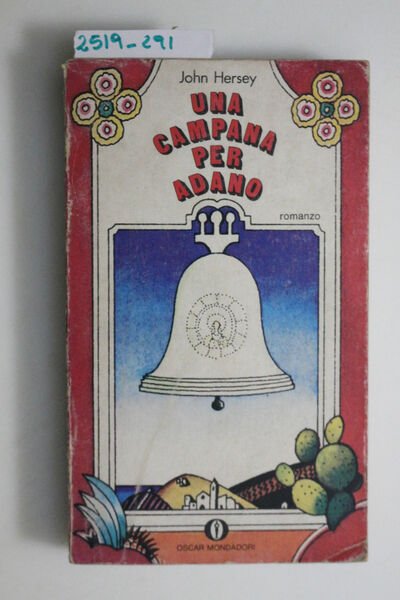 2519-291
John Hersey
UNA
CAMPANA
PER
ADANO
romanzo
OSCAR MONDADORI